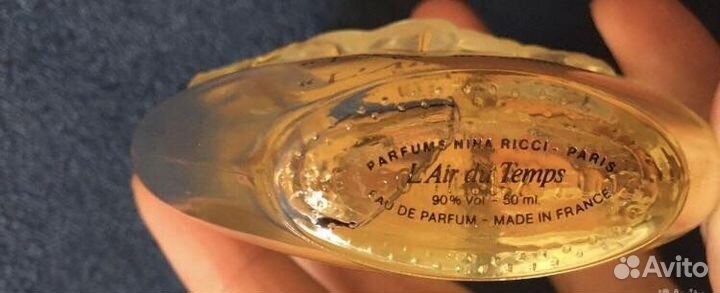 PARFUMS NINA RICCI - PARIS
L'Air du Temps
90% Vol - 50 ml
EAU DE PARFUM - MADE IN FRANCE
Avito